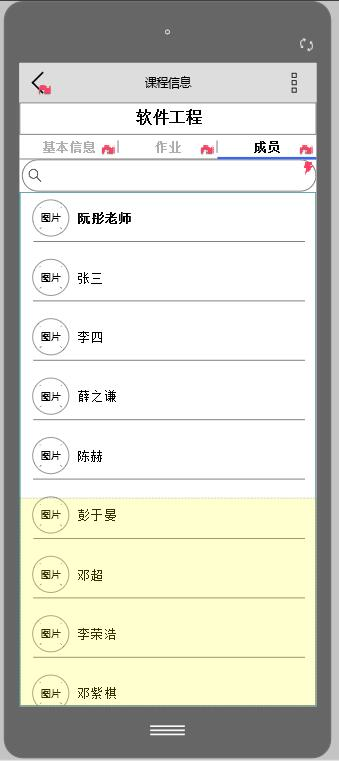 课程信息
软件工程
基本信息 作业 成员
图片 阮彤老师
图片 张三
图片 李四
图片 薛之谦
图片 陈赫
图片 彭于晏
图片 邓超
图片 李荣浩
图片 邓紫棋